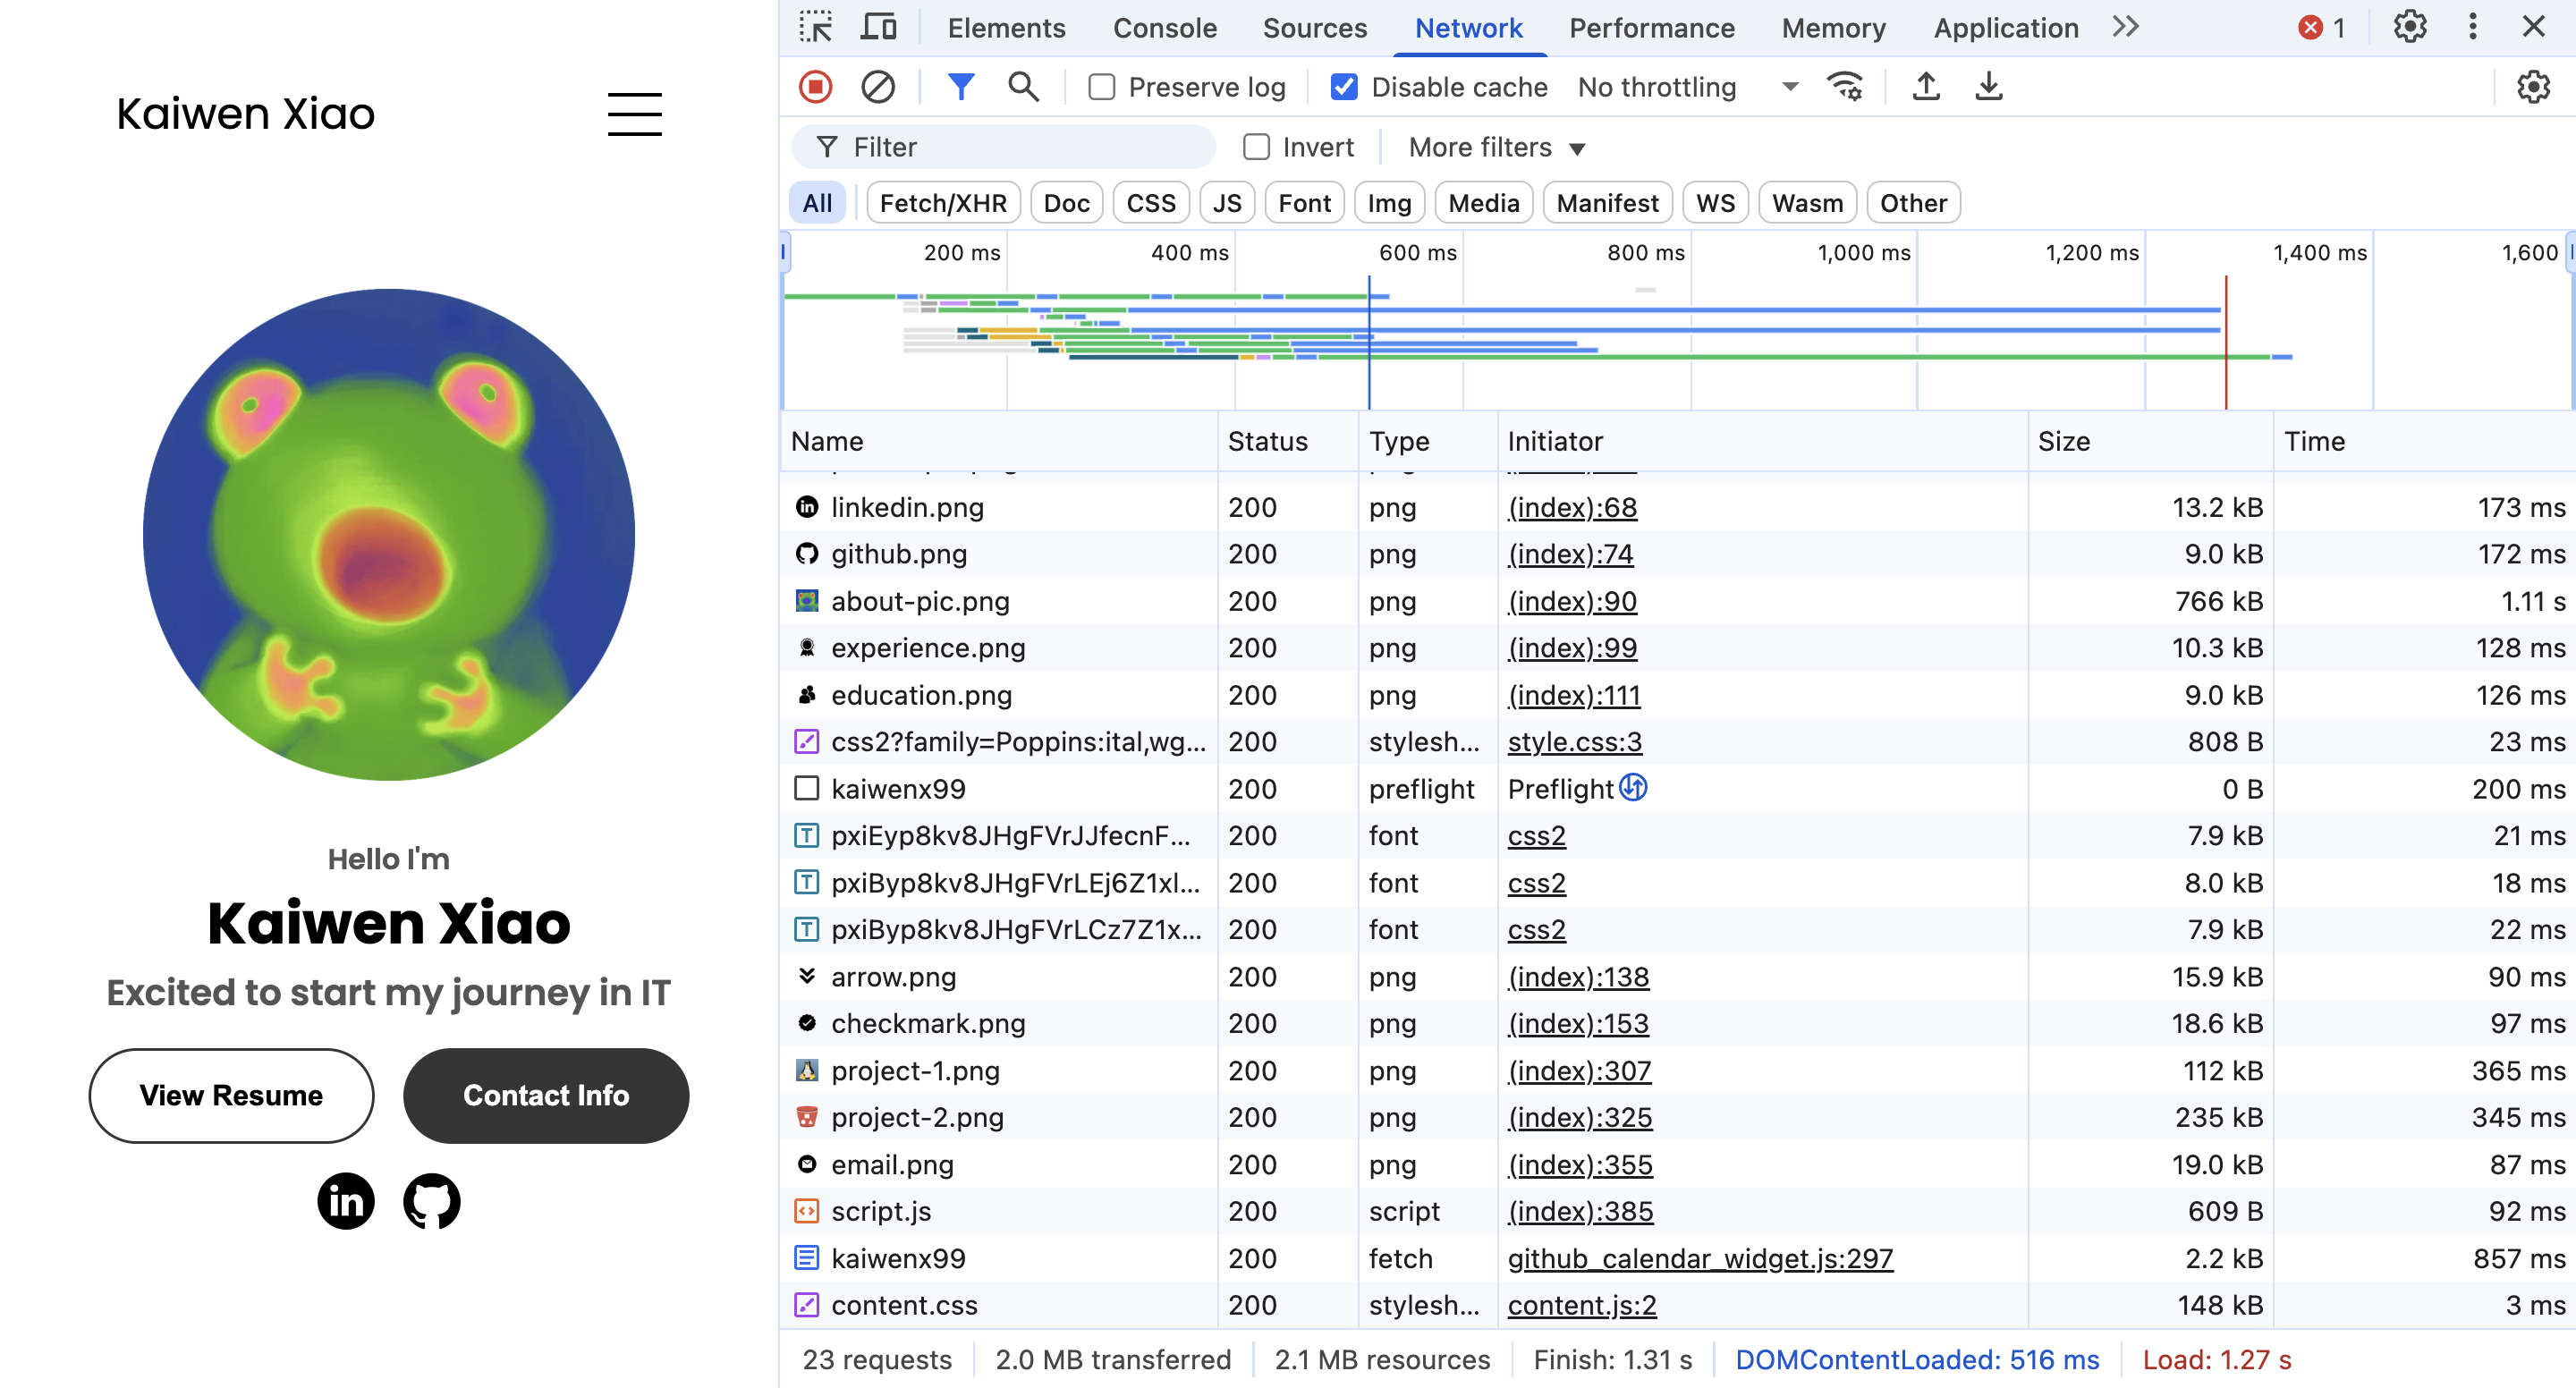 Kaiwen Xiao
Hello I'm
Kaiwen Xiao
Excited to start my journey in IT
View Resume Contact Info
in
Elements Console Sources Network Performance Memory Application 1
Preserve log Disable cache No throttling
Filter Invert More filters
All Fetch/XHR Doc CSS JS Font Img Media Manifest WS Wasm Other
200 ms 400 ms 600 ms 800 ms 1,000 ms 1,200 ms 1,400 ms 1,600
Name Status Type Initiator Size Time
linkedin.png 200 png (index):68 13.2 kB 173 ms
github.png 200 png (index):74 9.0 kB 172 ms
about-pic.png 200 png (index):90 766 kB 1.11 s
experience.png 200 png (index):99 10.3 kB 128 ms
education.png 200 png (index):111 9.0 kB 126 ms
css2?family=Poppins:ital,wg... 200 stylesh... style.css:3 808 B 23 ms
kaiwenx99 200 preflight Preflight 0 B 200 ms
pxiEyp8kv8JHgFVrJJfecnF... 200 font css2 7.9 kB 21 ms
pxiByp8kv8JHgFVrLEj6Z1xl... 200 font css2 8.0 kB 18 ms
pxiByp8kv8JHgFVrLCz7Z1x... 200 font css2 7.9 kB 22 ms
arrow.png 200 png (index):138 15.9 kB 90 ms
checkmark.png 200 png (index):153 18.6 kB 97 ms
project-1.png 200 png (index):307 112 kB 365 ms
project-2.png 200 png (index):325 235 kB 345 ms
email.png 200 png (index):355 19.0 kB 87 ms
script.js 200 script (index):385 609 B 92 ms
kaiwenx99 200 fetch github_calendar_widget.js:297 2.2 kB 857 ms
content.css 200 stylesh... content.js:2 148 kB 3 ms
23 requests 2.0 MB transferred 2.1 MB resources Finish: 1.31 s DOMContentLoaded: 516 ms Load: 1.27 s